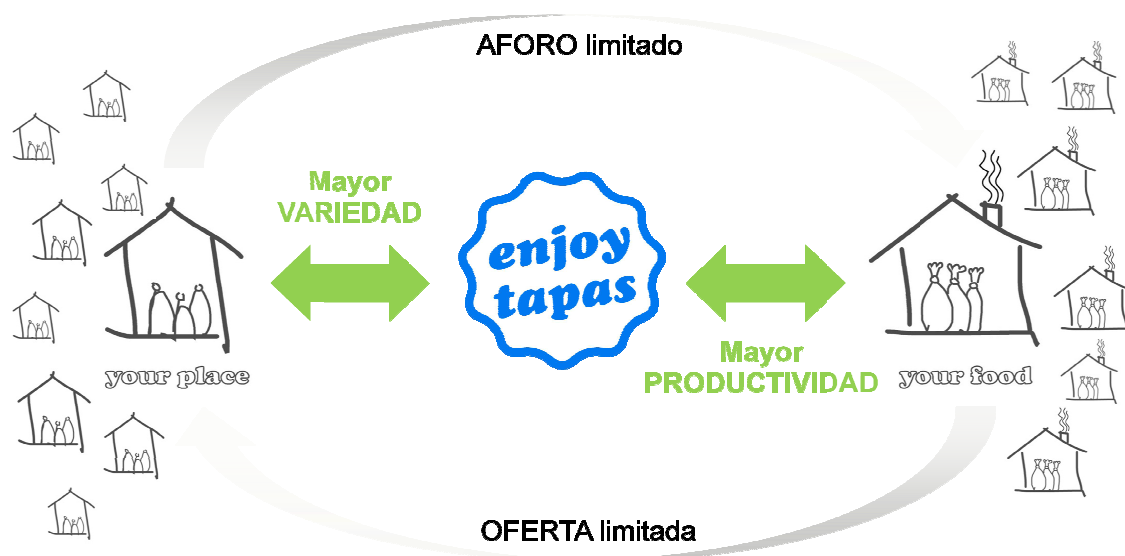 AFORO limitado
Mayor
VARIEDAD
enjoy
tapas
Mayor
PRODUCTIVIDAD
your place
your food
OFERTA limitada